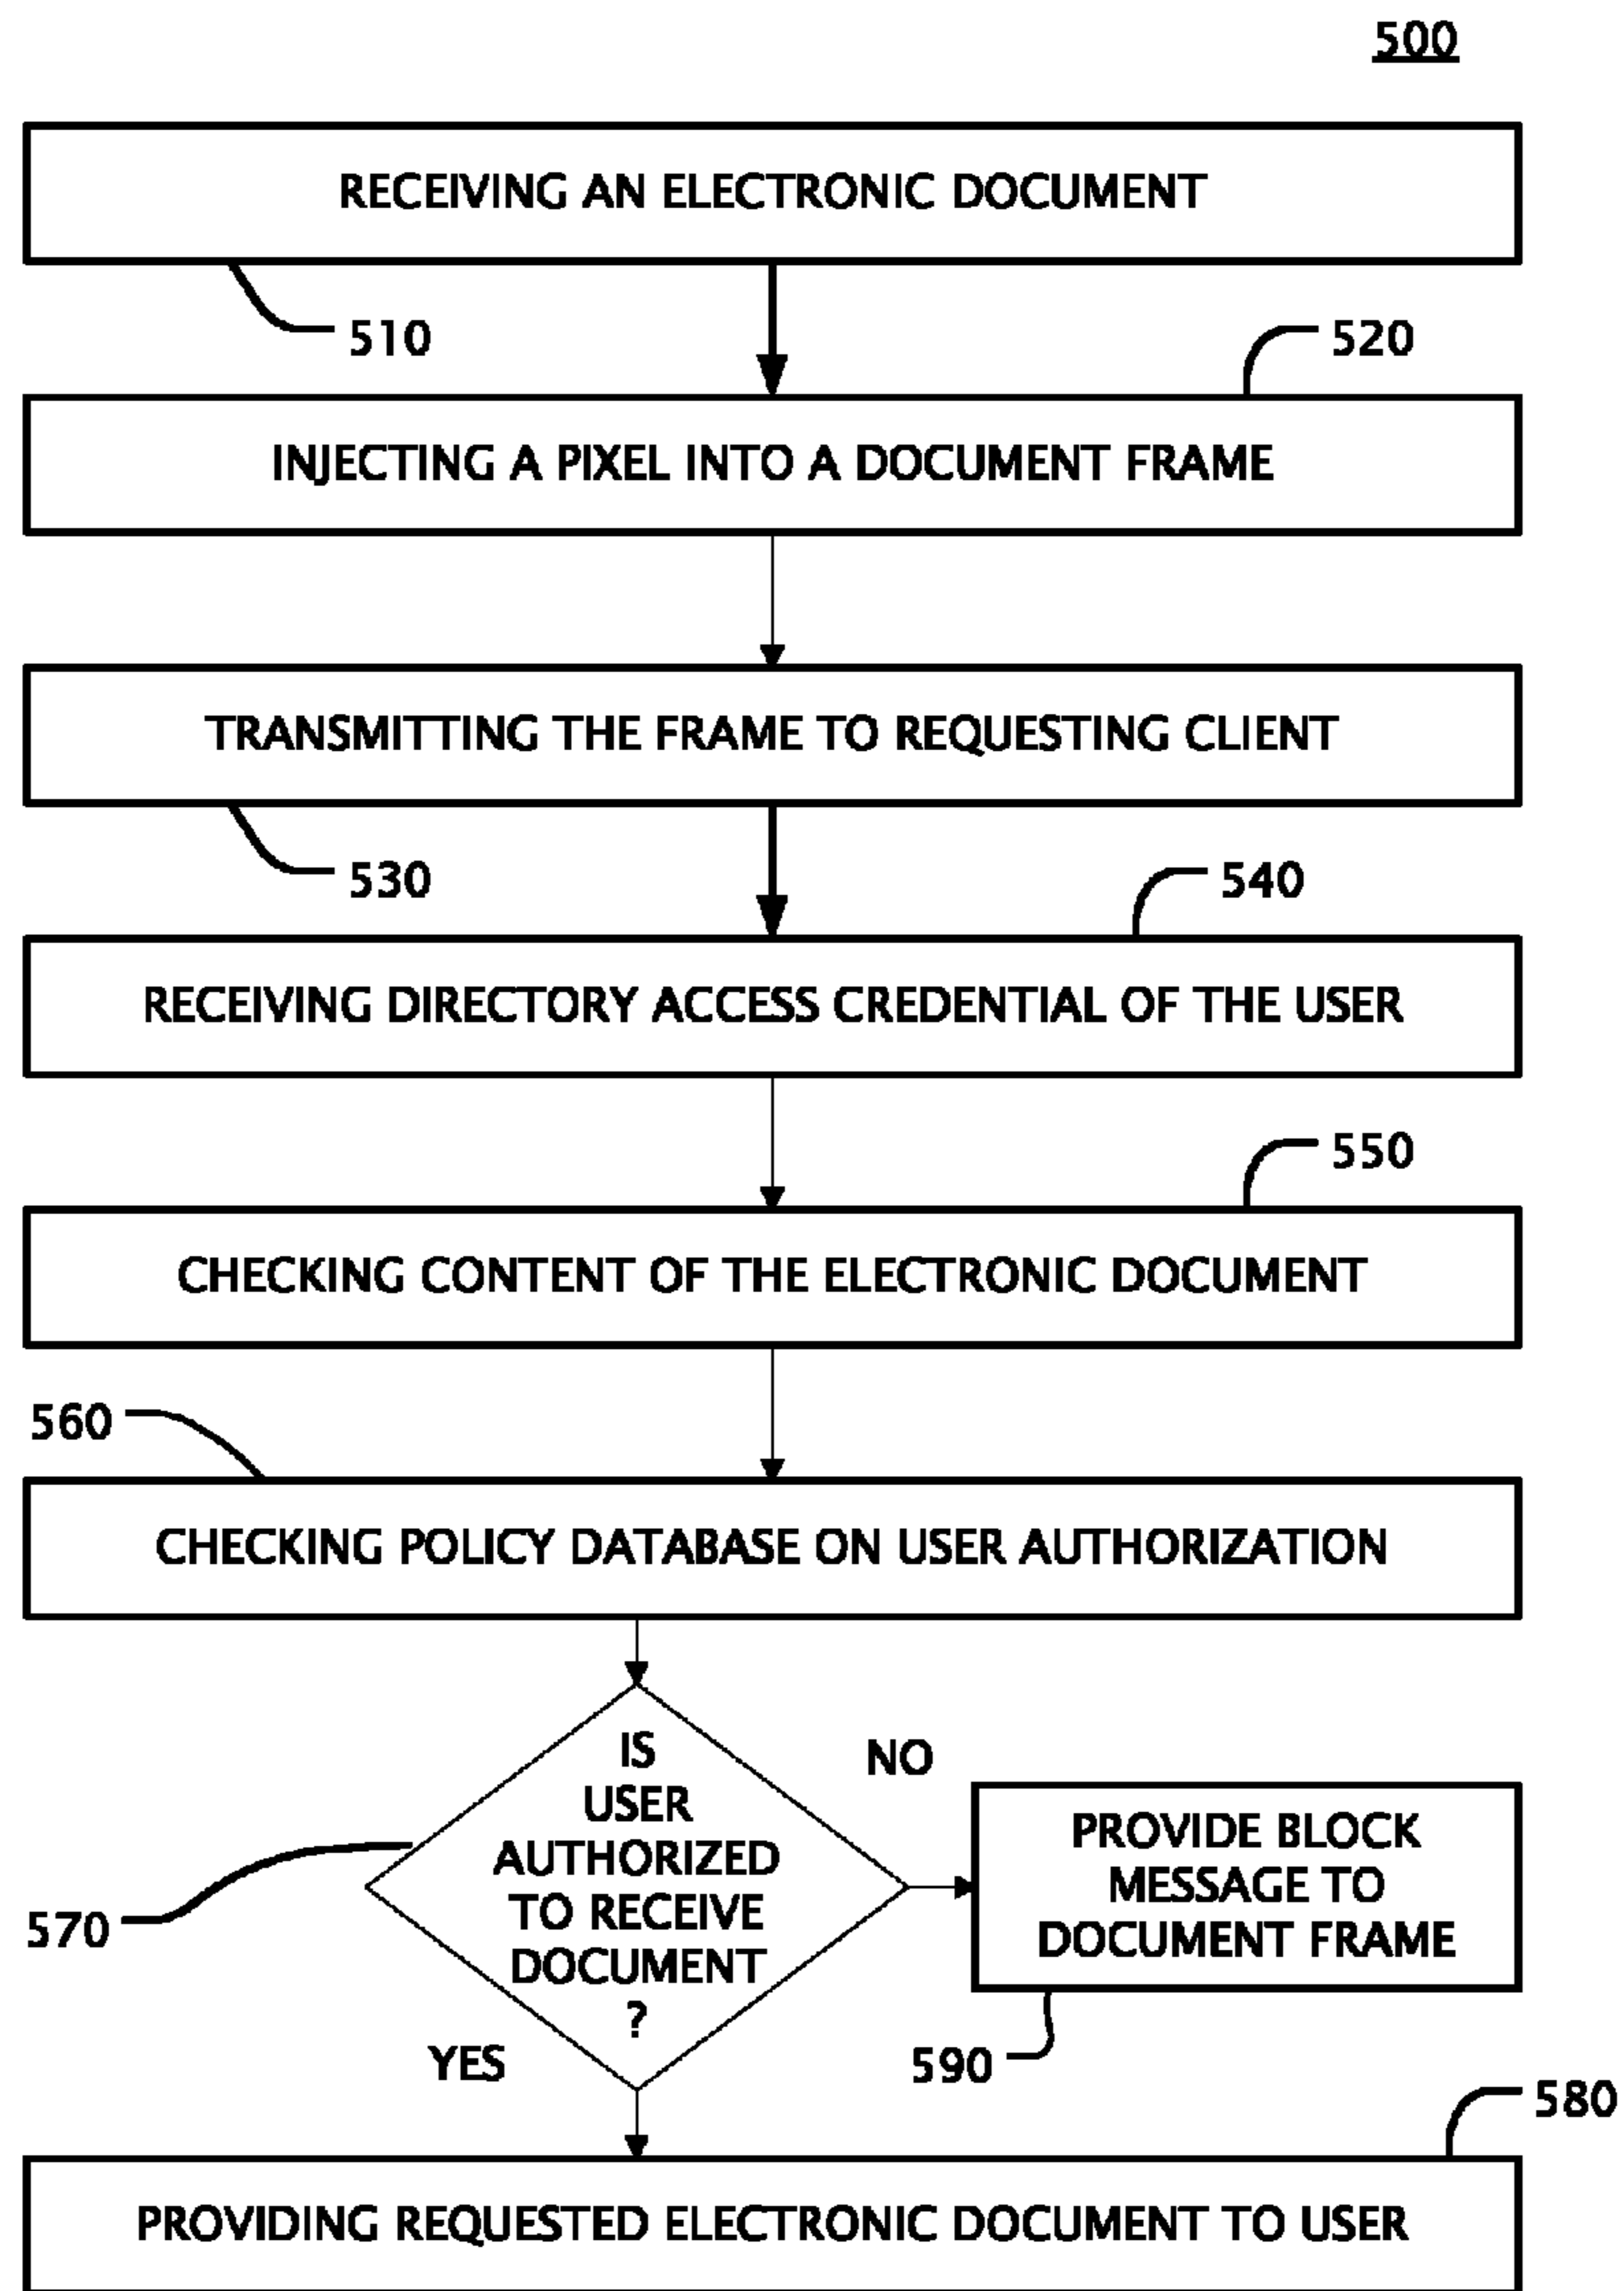 500
RECEIVING AN ELECTRONIC DOCUMENT
510
520
INJECTING A PIXEL INTO A DOCUMENT FRAME
TRANSMITTING THE FRAME TO REQUESTING CLIENT
530
540
RECEIVING DIRECTORY ACCESS CREDENTIAL OF THE USER
550
CHECKING CONTENT OF THE ELECTRONIC DOCUMENT
560
CHECKING POLICY DATABASE ON USER AUTHORIZATION
IS
USER
AUTHORIZED
TO RECEIVE
DOCUMENT
?
NO
PROVIDE BLOCK
MESSAGE TO
DOCUMENT FRAME
570
YES
590
580
PROVIDING REQUESTED ELECTRONIC DOCUMENT TO USER